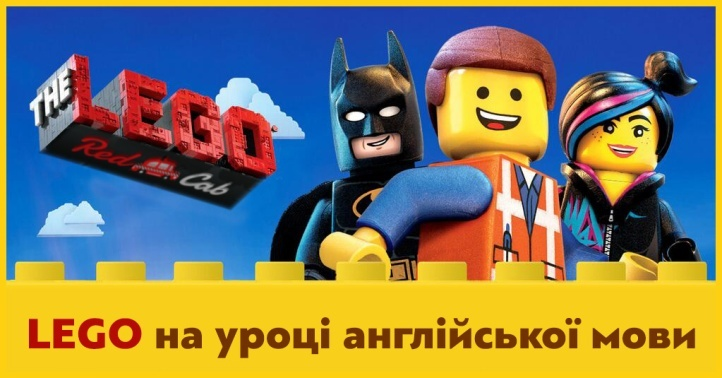 THE
LEGO
Red Cab
LEGO на уроці англійської мови